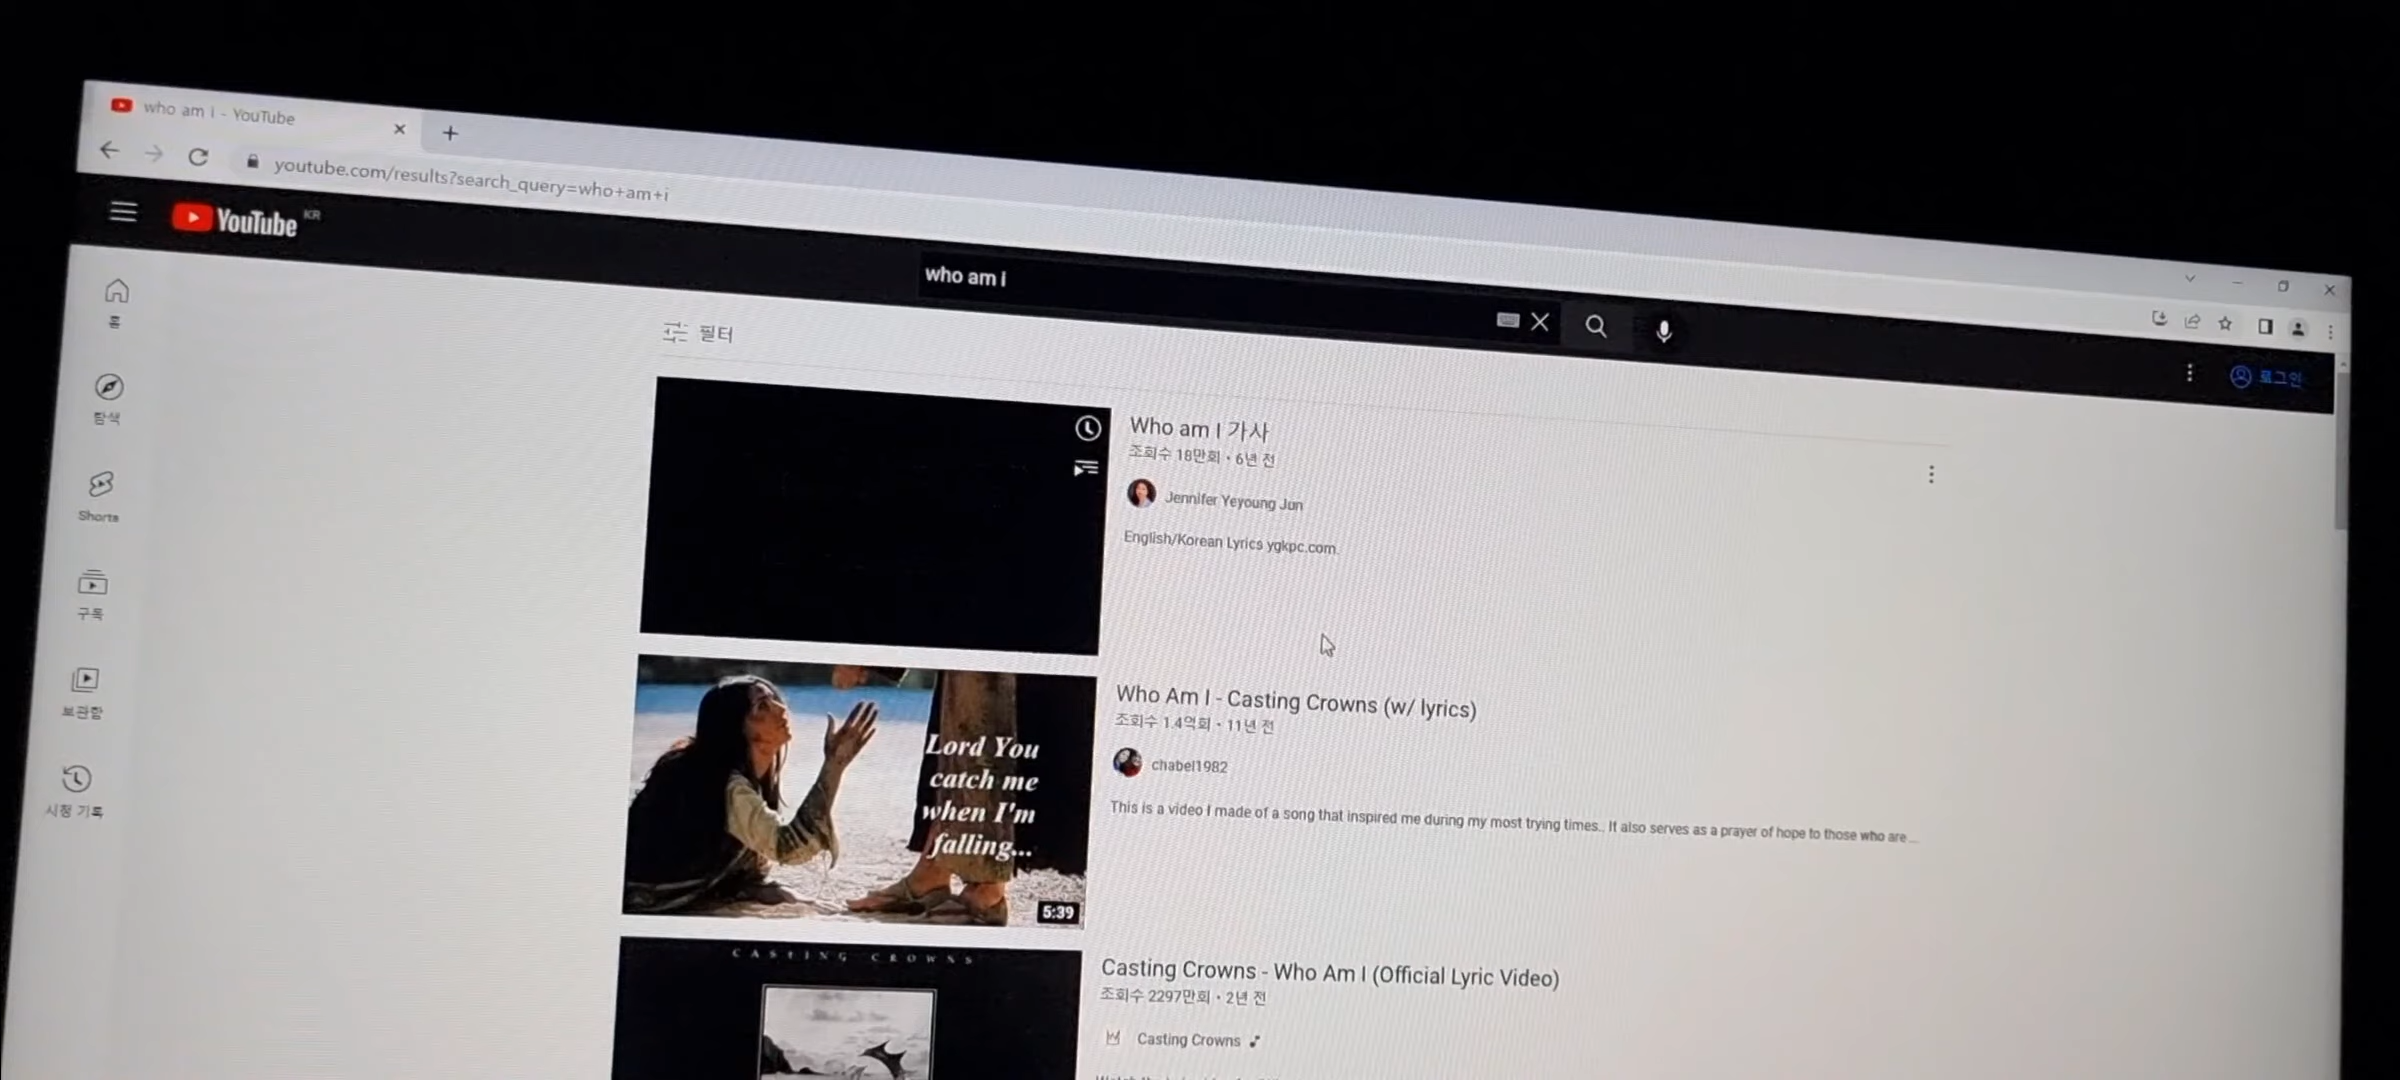 who am i - YouTube
youtube.com/results?search_query=who+am+i
YouTube KR
who am i
로그인
홈
탐색
Shorts
구독
보관함
시청 기록
필터
Who am I 가사
조회수 18만회 • 6년 전
Jennifer Yeyoung Jun
English/Korean Lyrics ygkpc.com.
Lord You
catch me
when I'm
falling...
5:39
Who Am I - Casting Crowns (w/ lyrics)
조회수 1.4억회 • 11년 전
chabel1982
This is a video I made of a song that inspired me during my most trying times.. It also serves as a prayer of hope to those who are ...
CASTING CROWNS
Casting Crowns - Who Am I (Official Lyric Video)
조회수 2297만회 • 2년 전
Casting Crowns